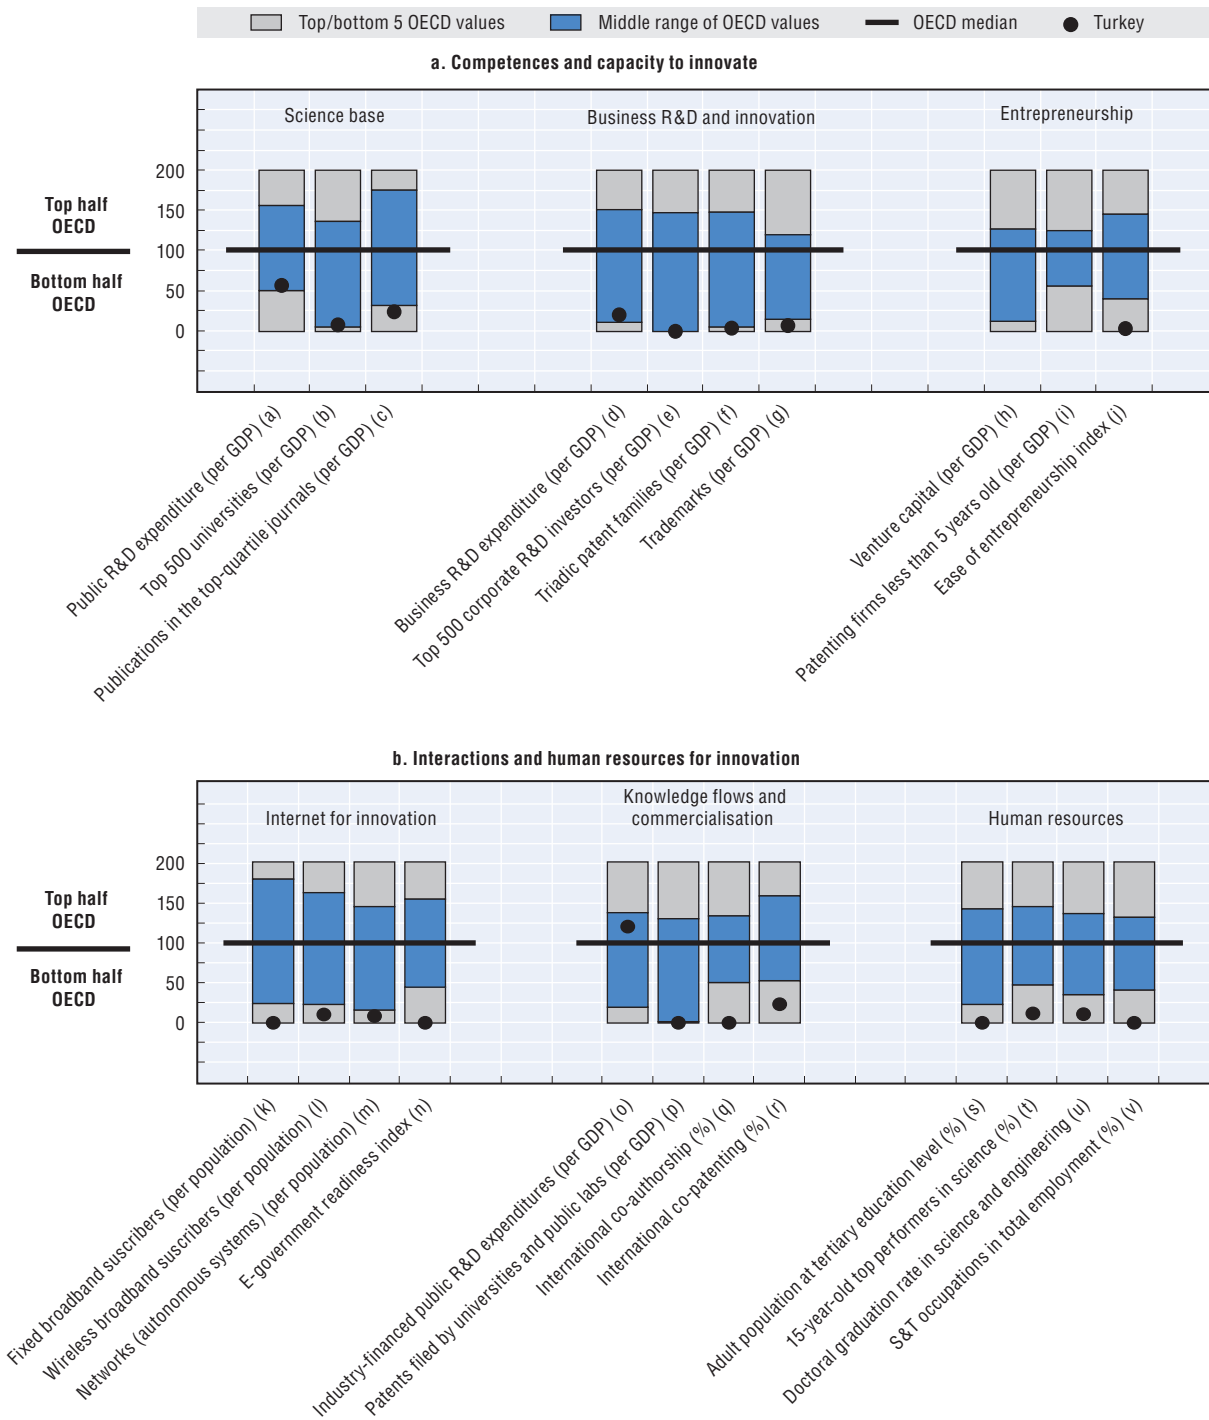 Top/bottom 5 OECD values
Middle range of OECD values
OECD median
Turkey
a. Competences and capacity to innovate
Science base
Business R&D and innovation
Entrepreneurship
200
150
100
50
0
Top half
OECD
Bottom half
OECD
Public R&D expenditure (per GDP) (a)
Top 500 universities (per GDP) (b)
Publications in the top-quartile journals (per GDP) (c)
Business R&D expenditure (per GDP) (d)
Top 500 corporate R&D investors (per GDP) (e)
Triadic patent families (per GDP) (f)
Trademarks (per GDP) (g)
Venture capital (per GDP) (h)
Patenting firms less than 5 years old (per GDP) (i)
Ease of entrepreneurship index (j)
b. Interactions and human resources for innovation
Internet for innovation
Knowledge flows and
commercialisation
Human resources
200
150
100
50
0
Top half
OECD
Bottom half
OECD
Fixed broadband suscribers (per population) (k)
Wireless broadband suscribers (per population) (l)
Networks (autonomous systems) (per population) (m)
E-government readiness index (n)
Industry-financed public R&D expenditures (per GDP) (o)
Patents filed by universities and public labs (per GDP) (p)
International co-authorship (%) (q)
International co-patenting (%) (r)
Adult population at tertiary education level (%) (s)
15-year-old top performers in science (%) (t)
Doctoral graduation rate in science and engineering (u)
S&T occupations in total employment (%) (v)